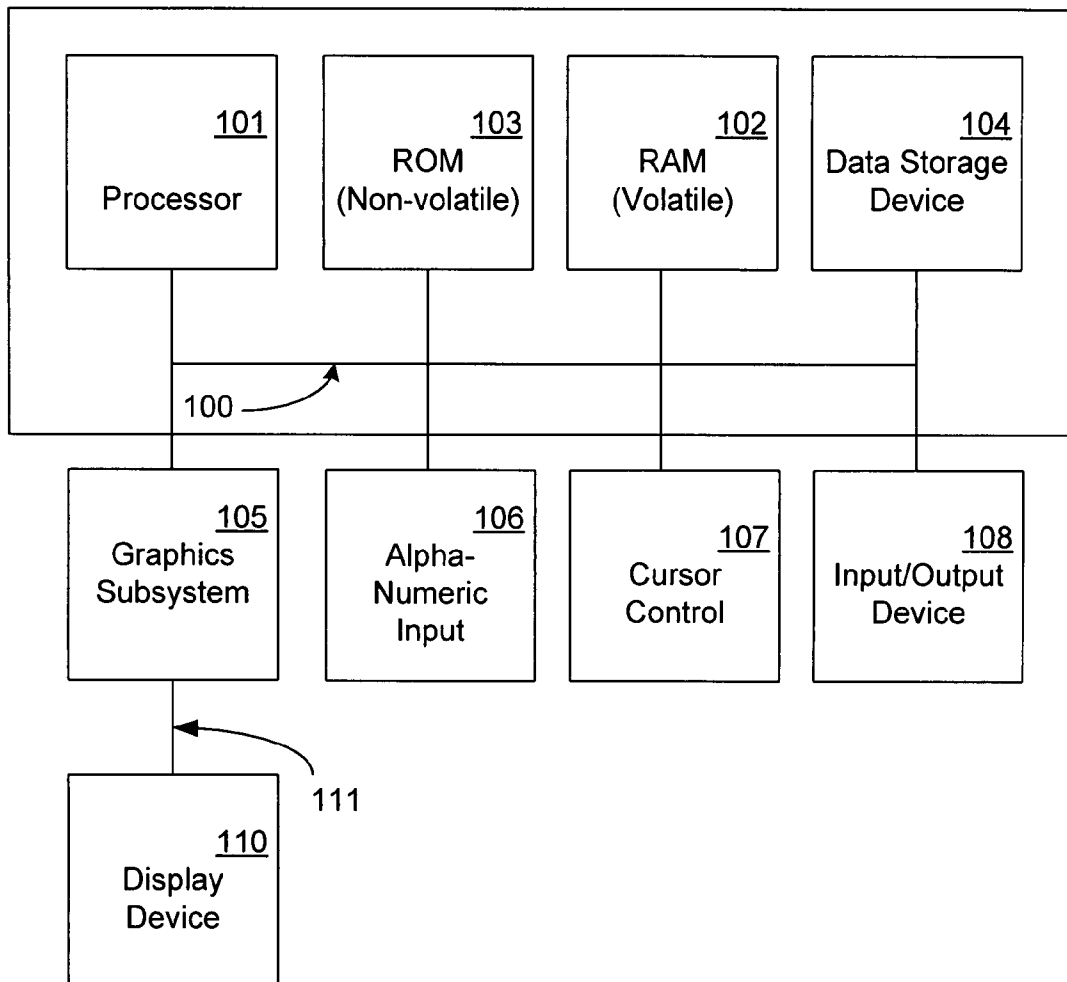 101
Processor
103
ROM
(Non-volatile)
102
RAM
(Volatile)
104
Data Storage
Device
100
105
Graphics
Subsystem
106
Alpha-
Numeric
Input
107
Cursor
Control
108
Input/Output
Device
111
110
Display
Device